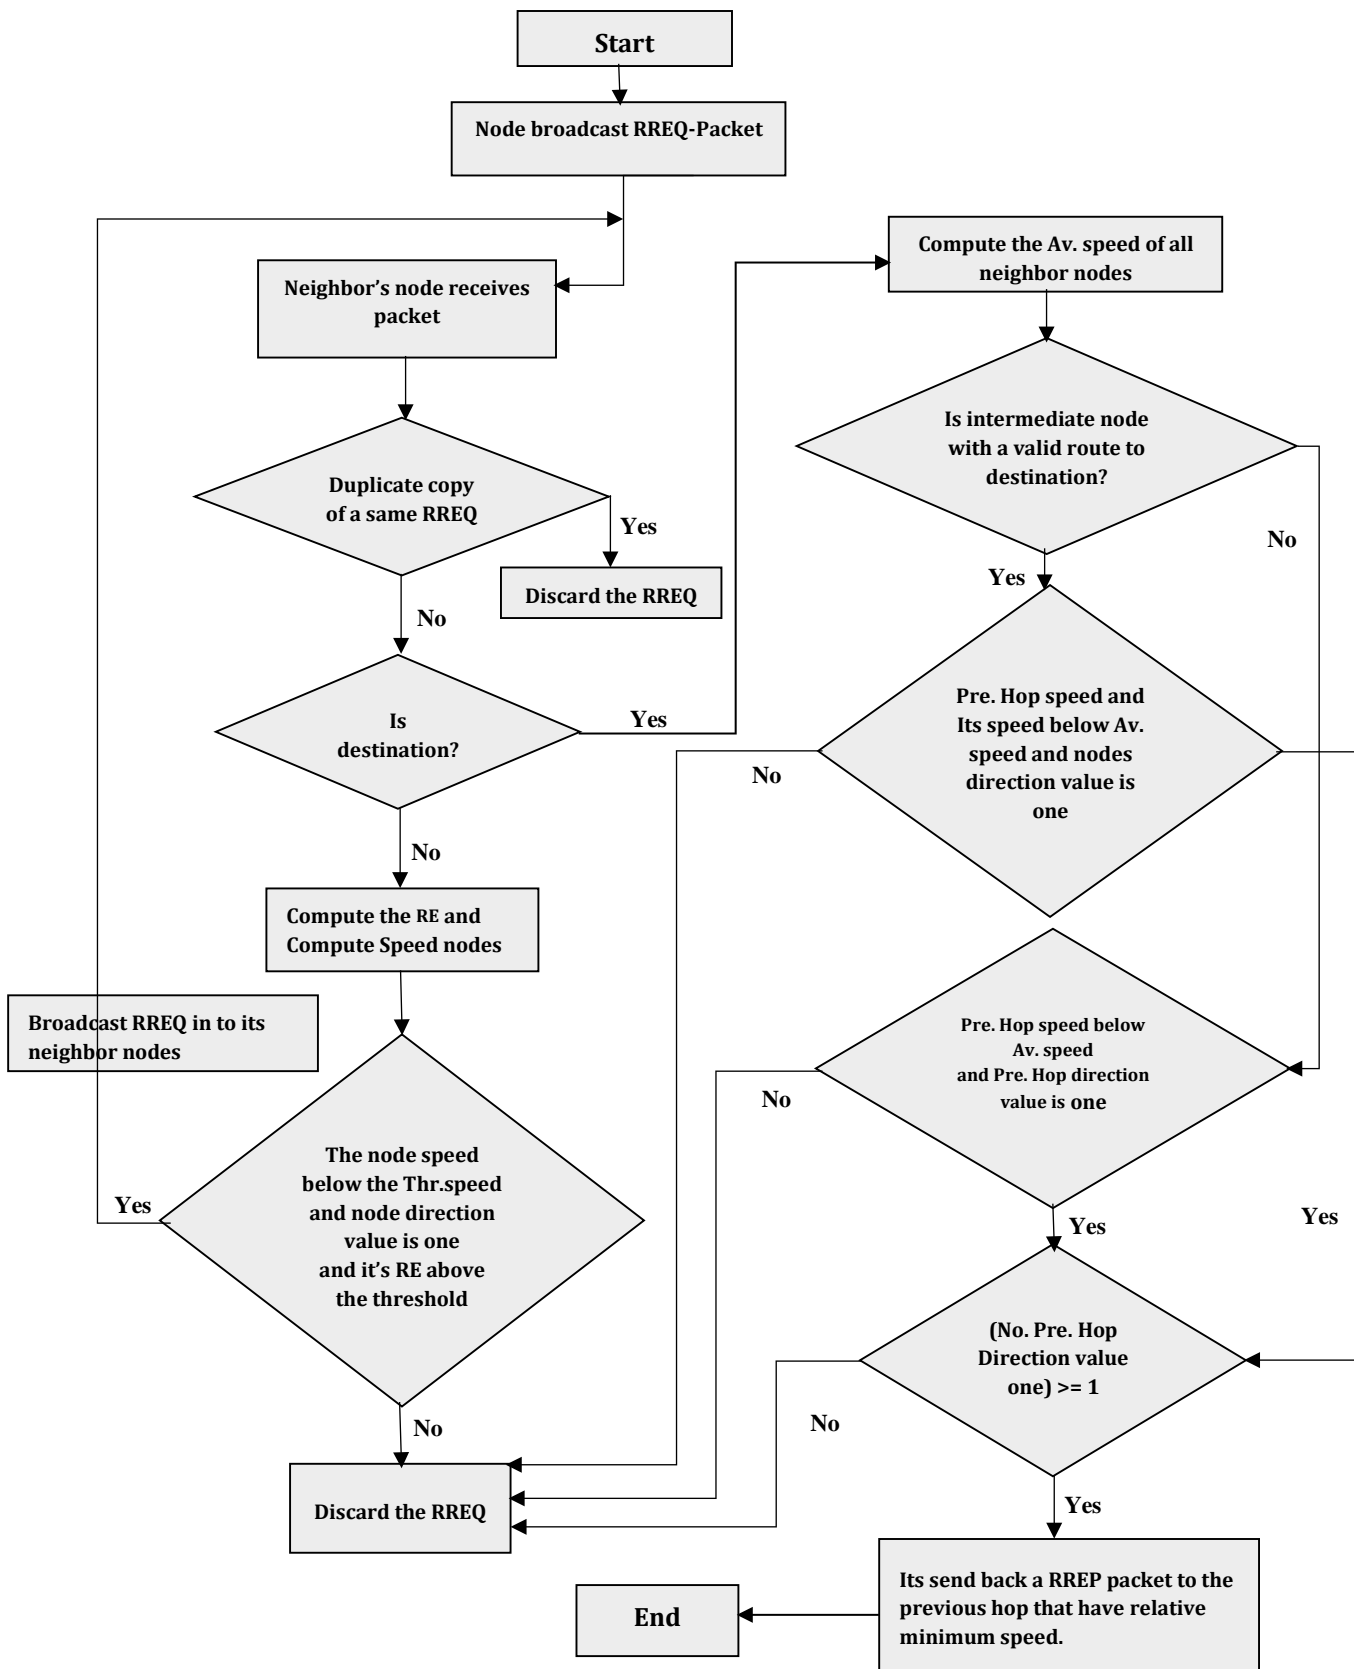 Start
Node broadcast RREQ-Packet
Neighbor's node receives
packet
Duplicate copy
of a same RREQ
Yes
Discard the RREQ
No
Is
destination?
Yes
No
Compute the RE and
Compute Speed nodes
Broadcast RREQ in to its
neighbor nodes
The node speed
below the Thr.speed
and node direction
value is one
and it's RE above
the threshold
Yes
No
Discard the RREQ
Compute the Av. speed of all
neighbor nodes
Is intermediate node
with a valid route to
destination?
No
Yes
Pre. Hop speed and
Its speed below Av.
speed and nodes
direction value is
one
No
Yes
Pre. Hop speed below
Av. speed
and Pre. Hop direction
value is one
No
Yes
(No. Pre. Hop
Direction value
one) >= 1
No
Yes
Its send back a RREP packet to the
previous hop that have relative
minimum speed.
End